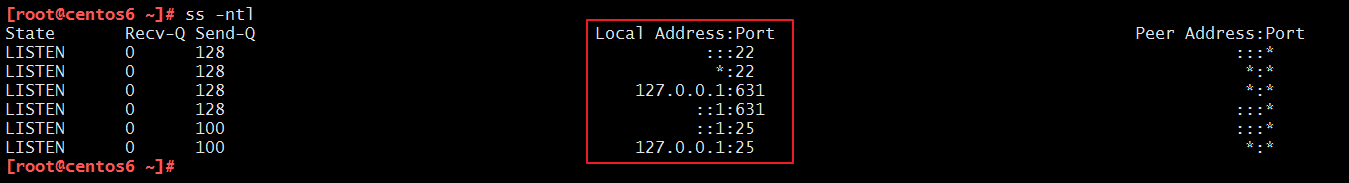 [root@centos6 ~]# ss -ntl
State Recv-Q Send-Q Local Address:Port Peer Address:Port
LISTEN 0 128 :::22 :::*
LISTEN 0 128 *:22 *:*
LISTEN 0 128 127.0.0.1:631 *:*
LISTEN 0 128 ::1:631 :::*
LISTEN 0 100 ::1:25 :::*
LISTEN 0 100 127.0.0.1:25 *:*
[root@centos6 ~]#